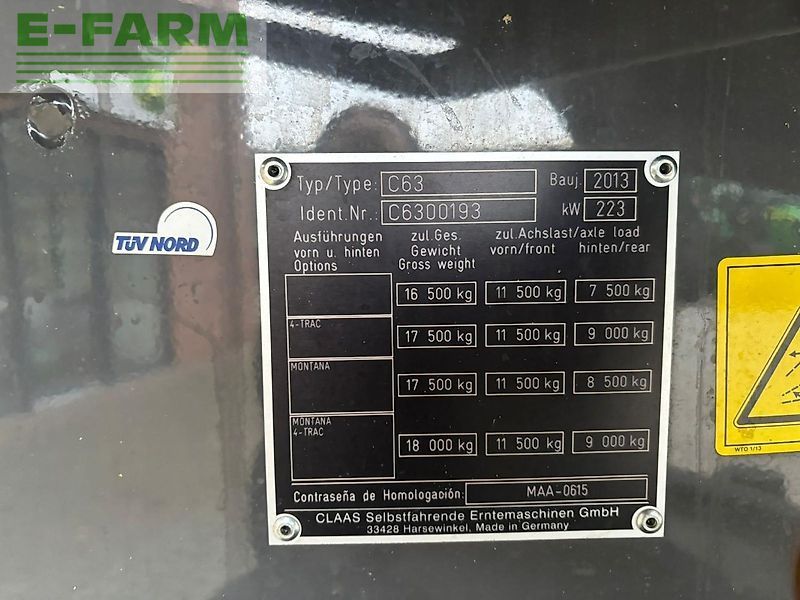 E-FARM
Typ/Type: C63 Bauj. 2013
Ident.Nr.: C6300193 kW 223
Ausführungen vorn u. hinten Options
zul.Ges. Gewicht Gross weight
zul.Achslast/axle load
vorn/front hinten/rear
16 500 kg 11 500 kg 7 500 kg
4-TRAC
17 500 kg 11 500 kg 9 000 kg
MONTANA
17 500 kg 11 500 kg 8 500 kg
MONTANA
4-TRAC
18 000 kg 11 500 kg 9 000 kg
Contraseña de Homologación: MAA-0615
CLAAS Selbstfahrende Erntemaschinen GmbH
33428 Harsewinkel, Made in Germany
TÜV NORD
WTO 1/13